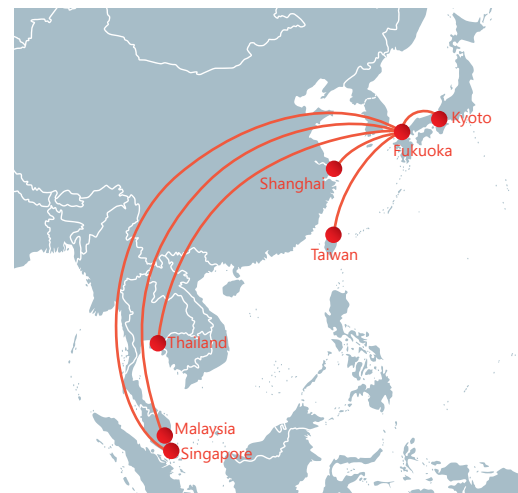 Kyoto
Fukuoka
Shanghai
Taiwan
Thailand
Malaysia
Singapore